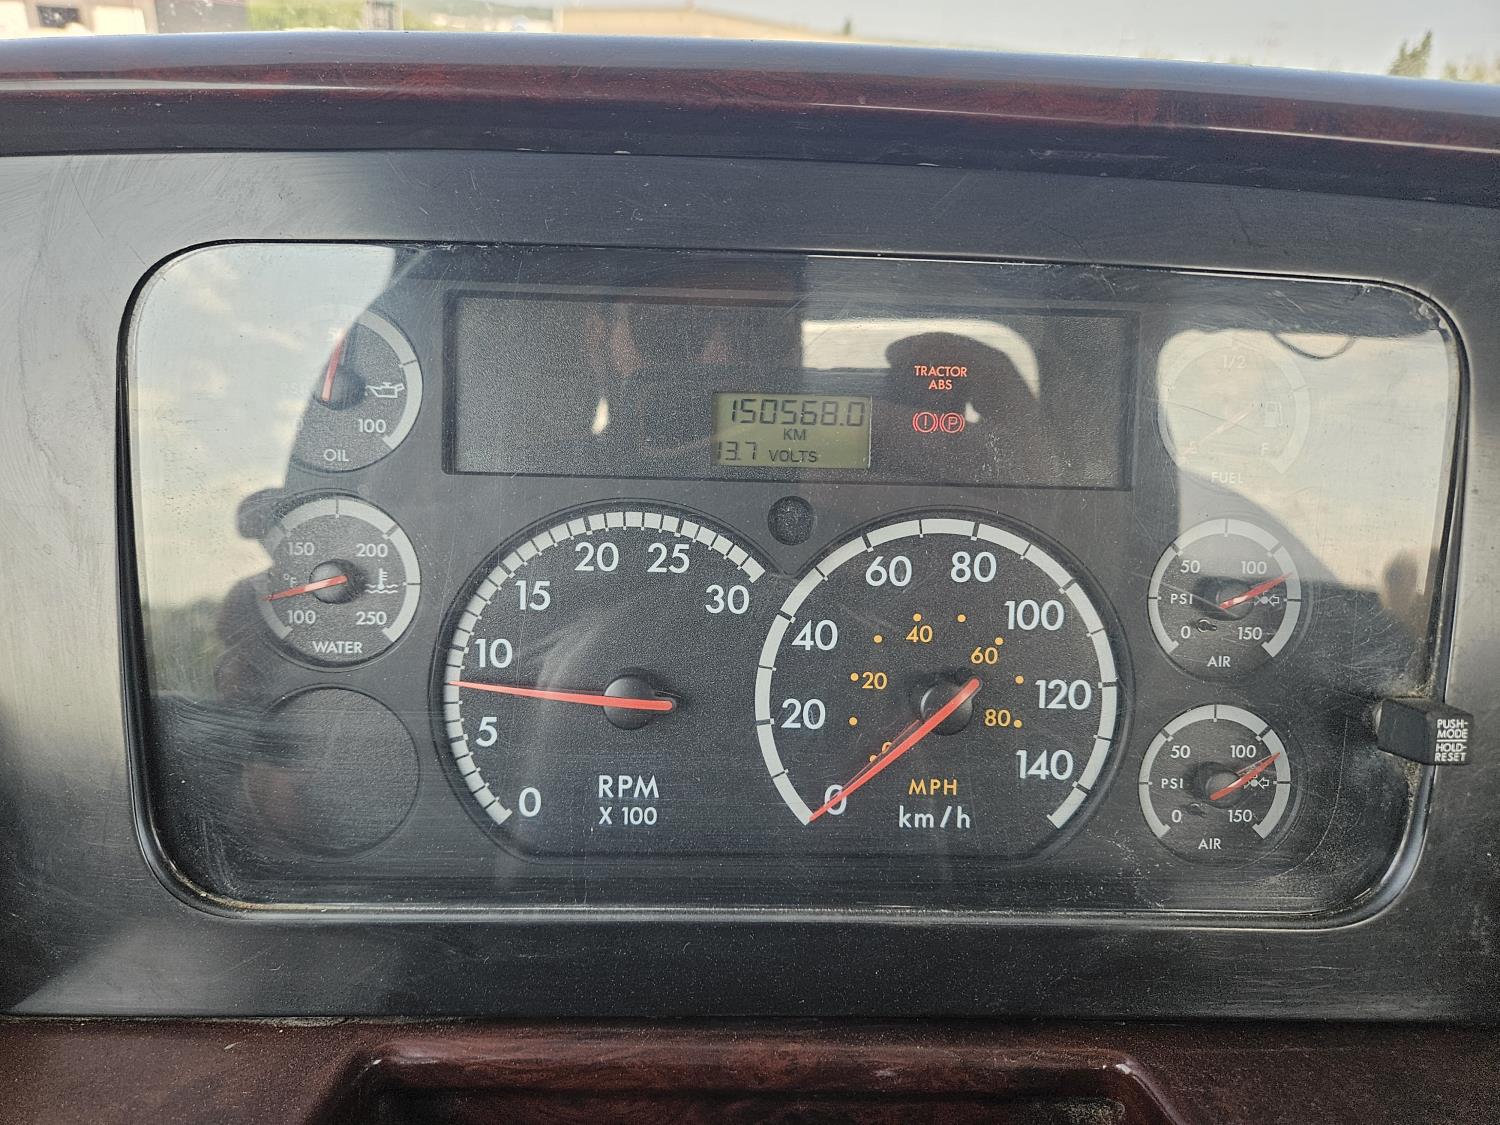 TRACTOR
ABS
150568.0
KM
13.7 VOLTS
(!) (P)
100
OIL
1/2
E
F
FUEL
150
200
°F
100
250
WATER
0
5
10
15
20
25
30
RPM
X 100
0
20
40
60
80
100
120
140
0
20
40
60
80
MPH
km/h
50
100
PSI
0
150
AIR
50
100
PSI
0
150
AIR
PUSH-
MODE
HOLD-
RESET